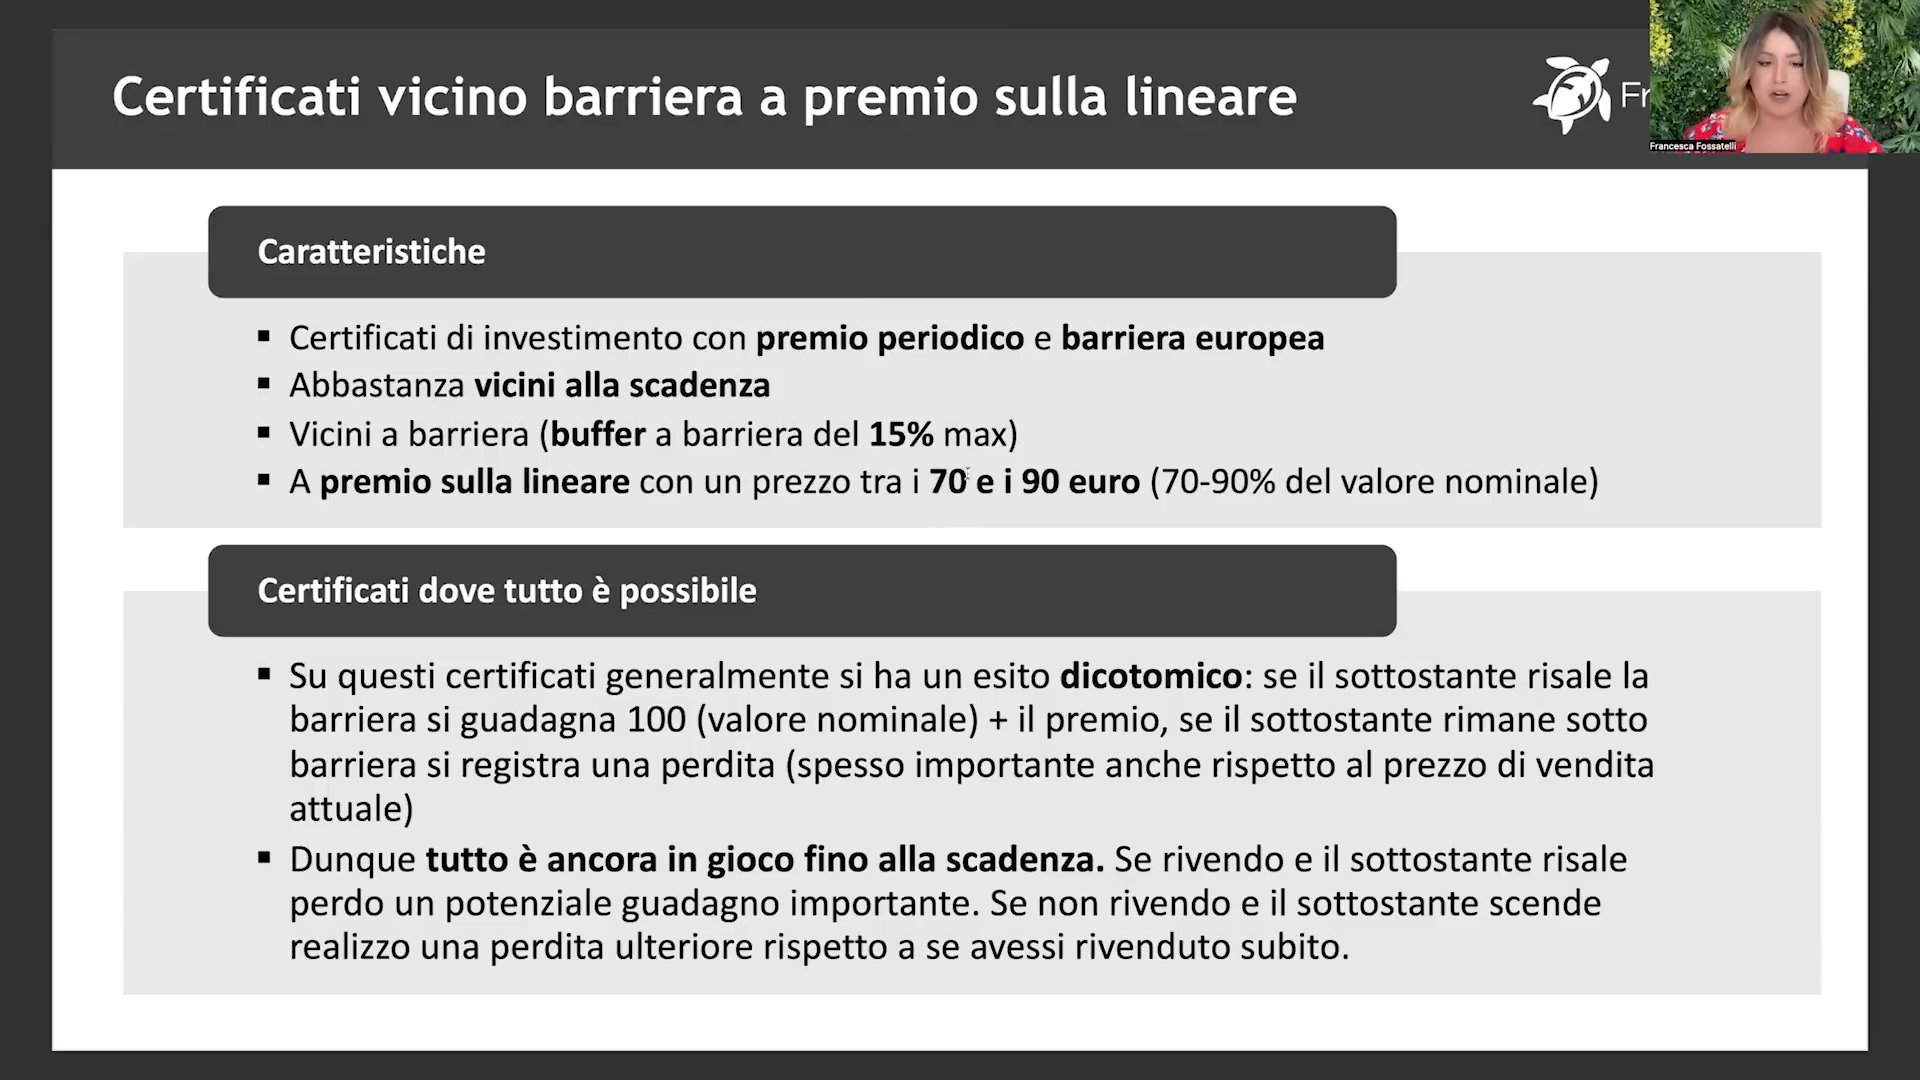 Certificati vicino barriera a premio sulla lineare
Fr
Francesca Fossatelli
Caratteristiche
▪ Certificati di investimento con premio periodico e barriera europea
▪ Abbastanza vicini alla scadenza
▪ Vicini a barriera (buffer a barriera del 15% max)
▪ A premio sulla lineare con un prezzo tra i 70 e i 90 euro (70-90% del valore nominale)
Certificati dove tutto è possibile
▪ Su questi certificati generalmente si ha un esito dicotomico: se il sottostante risale la
barriera si guadagna 100 (valore nominale) + il premio, se il sottostante rimane sotto
barriera si registra una perdita (spesso importante anche rispetto al prezzo di vendita
attuale)
▪ Dunque tutto è ancora in gioco fino alla scadenza. Se rivendo e il sottostante risale
perdo un potenziale guadagno importante. Se non rivendo e il sottostante scende
realizzo una perdita ulteriore rispetto a se avessi rivenduto subito.